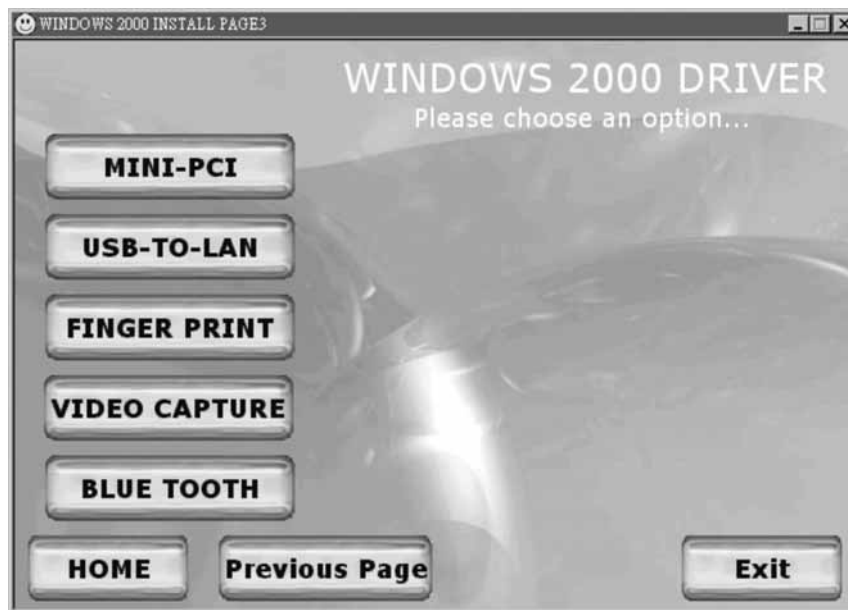 WINDOWS 2000 INSTALL PAGE3
WINDOWS 2000 DRIVER
Please choose an option...
MINI-PCI
USB-TO-LAN
FINGER PRINT
VIDEO CAPTURE
BLUE TOOTH
HOME
Previous Page
Exit